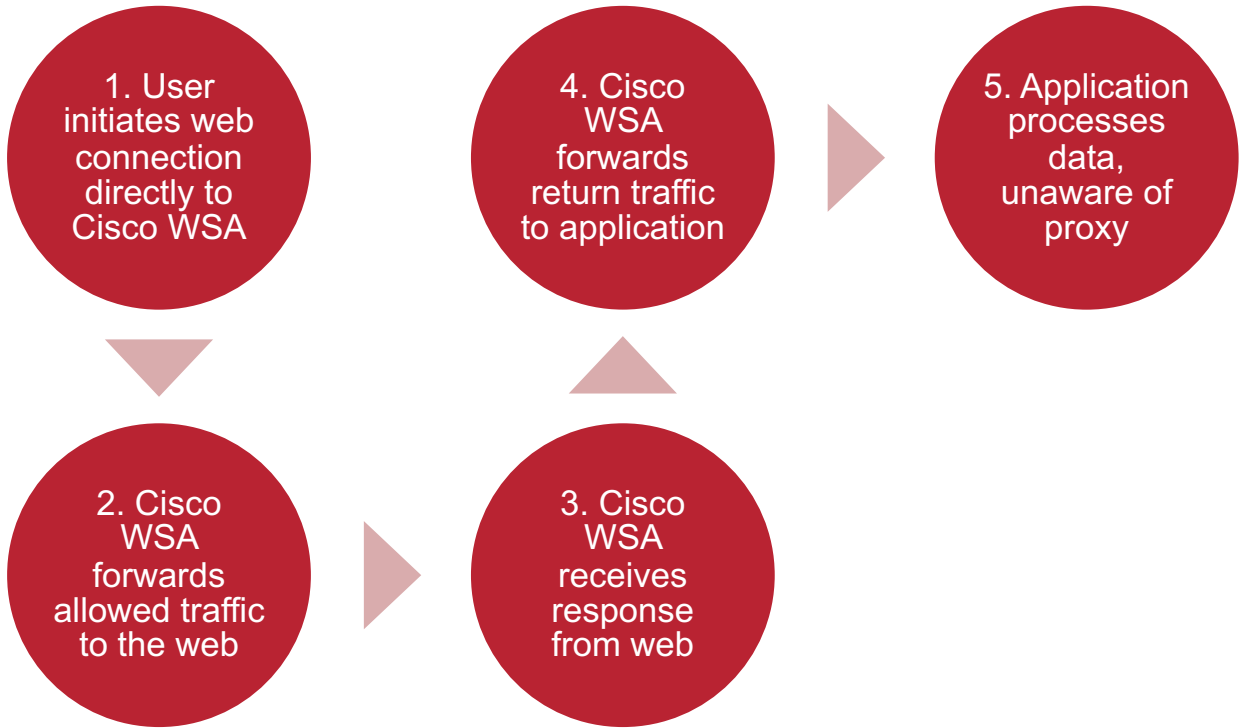 1. User
initiates web
connection
directly to
Cisco WSA
2. Cisco
WSA
forwards
allowed traffic
to the web
3. Cisco
WSA
receives
response
from web
4. Cisco
WSA
forwards
return traffic
to application
5. Application
processes
data,
unaware of
proxy